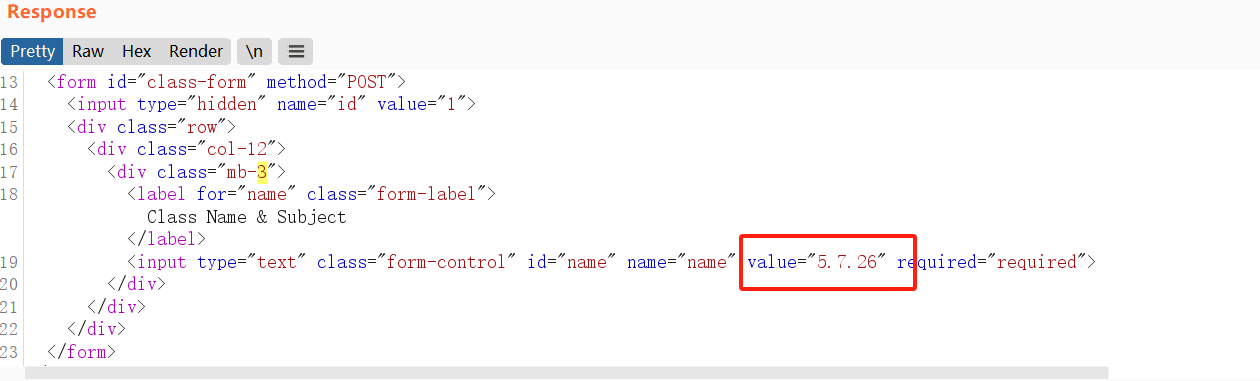 Response
Pretty Raw Hex Render \n
13 <form id="class-form" method="POST">
14 <input type="hidden" name="id" value="1">
15 <div class="row">
16 <div class="col-12">
17 <div class="mb-3">
18 <label for="name" class="form-label">
Class Name & Subject
</label>
19 <input type="text" class="form-control" id="name" name="name" value="5.7.26" required="required">
20 </div>
21 </div>
22 </div>
23 </form>